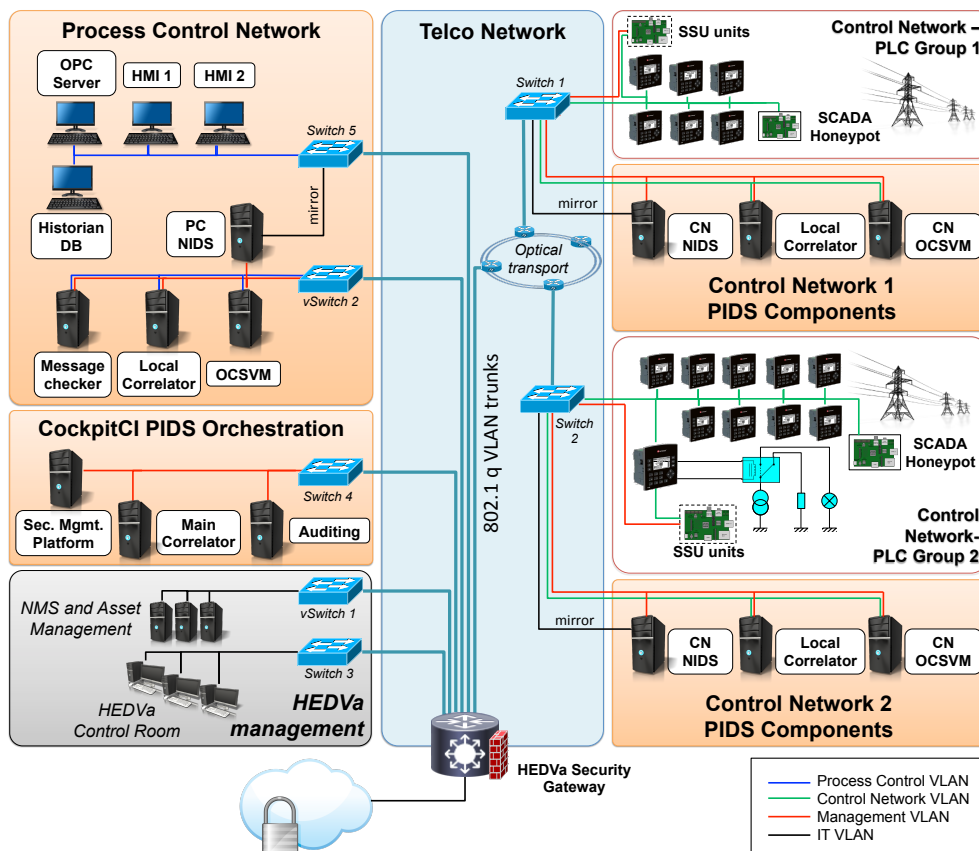 Process Control Network
OPC
Server
HMI 1
HMI 2
Switch 5
Historian
DB
PC
NIDS
mirror
vSwitch 2
Message
checker
Local
Correlator
OCSVM
CockpitCI PIDS Orchestration
Switch 4
Sec. Mgmt.
Platform
Main
Correlator
Auditing
NMS and Asset
Management
vSwitch 1
Switch 3
HEDVa
Control Room
HEDVa
management
Telco Network
Switch 1
Optical
transport
Switch
2
802.1 q VLAN trunks
HEDVa Security
Gateway
SSU units
Control Network –
PLC Group 1
SCADA
Honeypot
mirror
CN
NIDS
Local
Correlator
CN
OCSVM
Control Network 1
PIDS Components
SCADA
Honeypot
SSU units
Control
Network-
PLC Group 2
mirror
CN
NIDS
Local
Correlator
CN
OCSVM
Control Network 2
PIDS Components
Process Control VLAN
Control Network VLAN
Management VLAN
IT VLAN